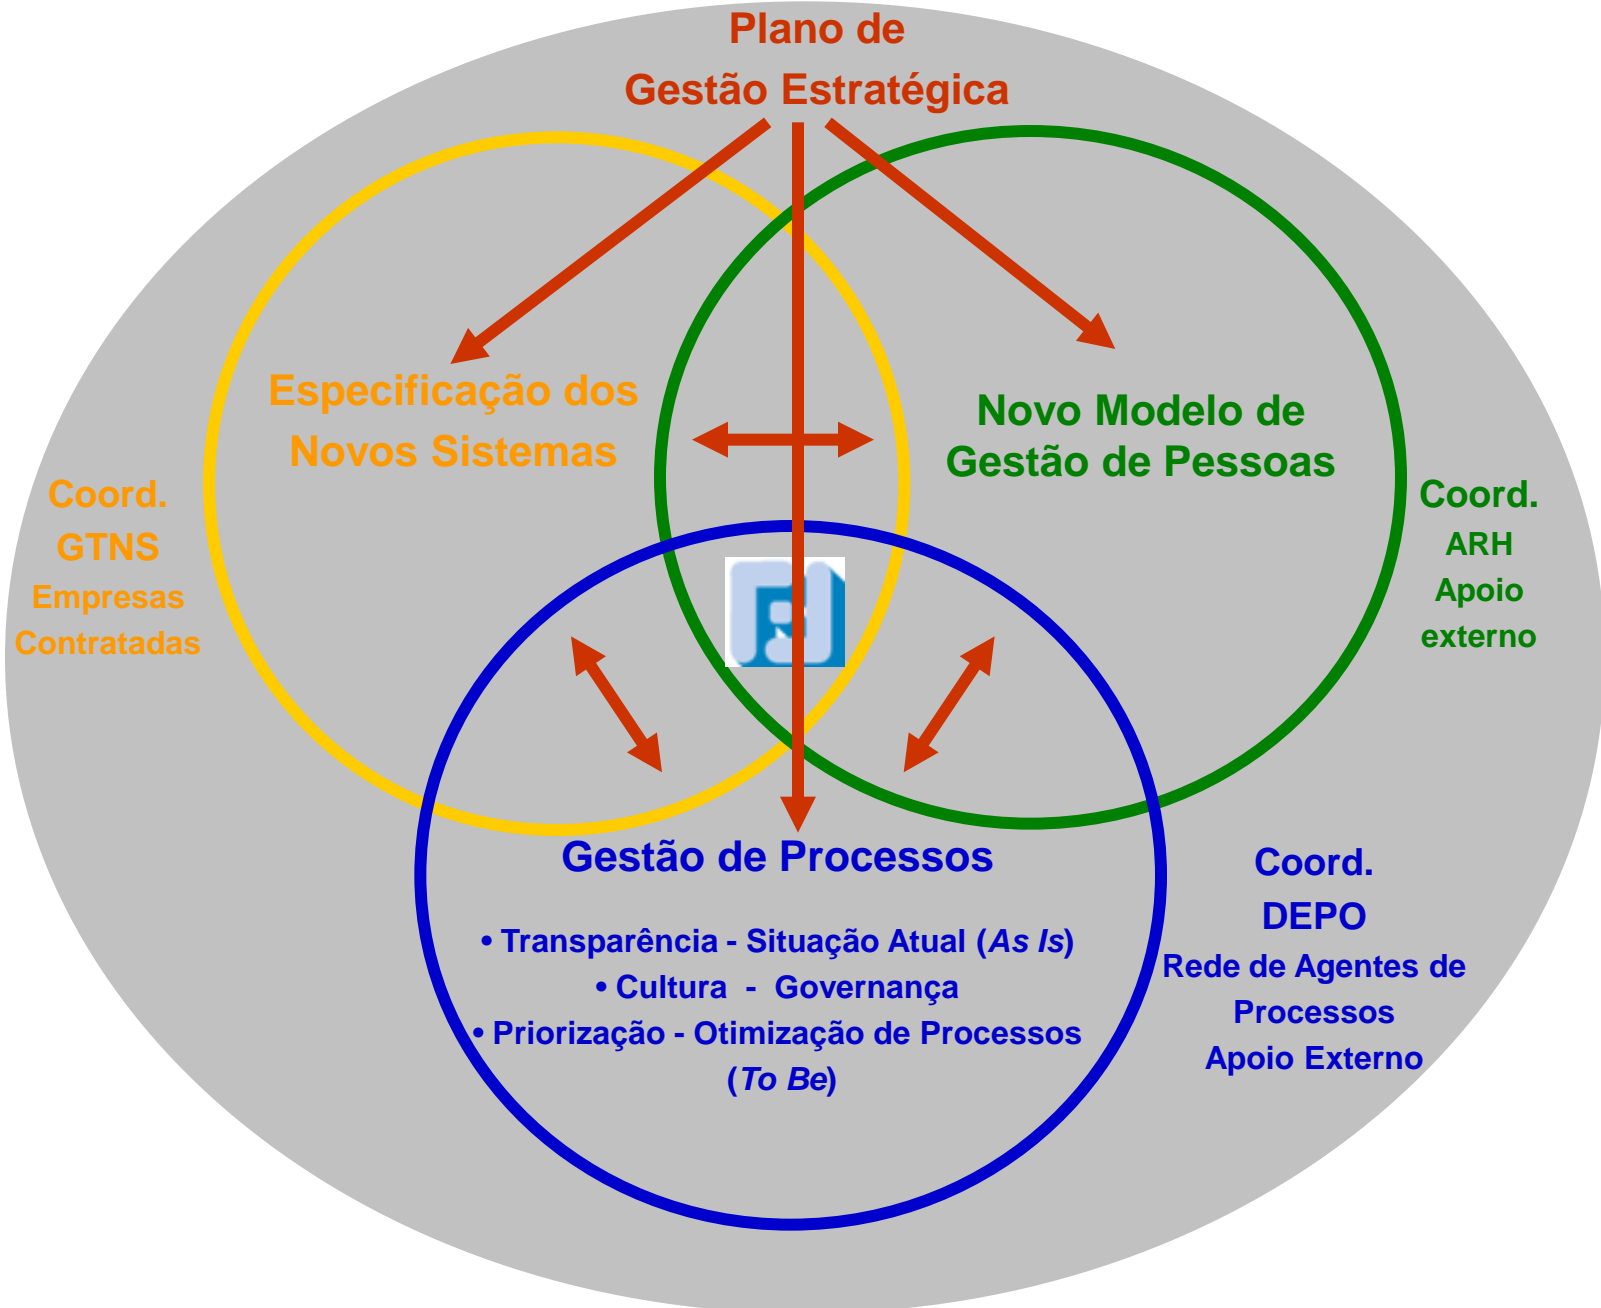 Plano de
Gestão Estratégica
Especificação dos
Novos Sistemas
Novo Modelo de
Gestão de Pessoas
Coord.
GTNS
Empresas
Contratadas
Coord.
ARH
Apoio
externo
Gestão de Processos
• Transparência - Situação Atual (As Is)
• Cultura - Governança
• Priorização - Otimização de Processos
(To Be)
Coord.
DEPO
Rede de Agentes de
Processos
Apoio Externo